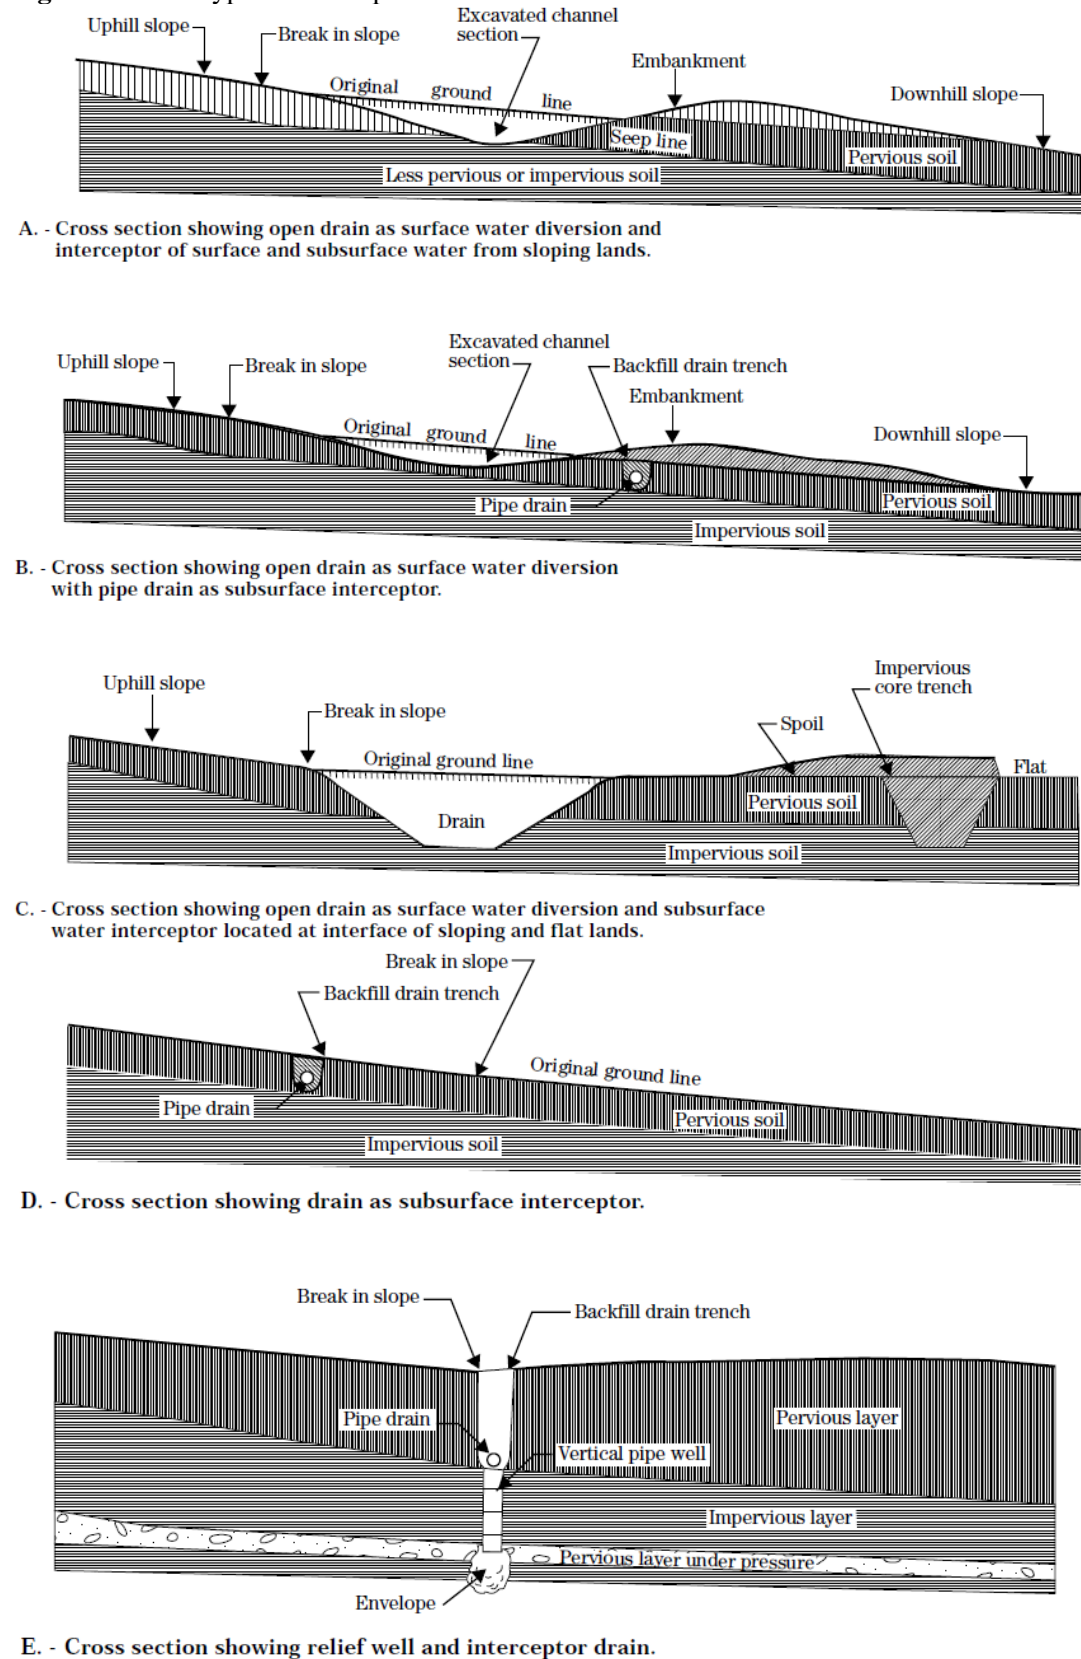 Uphill slope
Break in slope
Excavated channel
section
Original ground line
Embankment
Downhill slope
Seep line
Pervious soil
Less pervious or impervious soil
A. - Cross section showing open drain as surface water diversion and
interceptor of surface and subsurface water from sloping lands.
Excavated channel
section
Uphill slope
Break in slope
Backfill drain trench
Embankment
Original ground line
Downhill slope
Pipe drain
Pervious soil
Impervious soil
B. - Cross section showing open drain as surface water diversion
with pipe drain as subsurface interceptor.
Uphill slope
Break in slope
Impervious
core trench
Spoil
Original ground line
Flat
Drain
Pervious soil
Impervious soil
C. - Cross section showing open drain as surface water diversion and subsurface
water interceptor located at interface of sloping and flat lands.
Break in slope
Backfill drain trench
Original ground line
Pipe drain
Pervious soil
Impervious soil
D. - Cross section showing drain as subsurface interceptor.
Break in slope
Backfill drain trench
Pipe drain
Pervious layer
Vertical pipe well
Impervious layer
Pervious layer under pressure
Envelope
E. - Cross section showing relief well and interceptor drain.